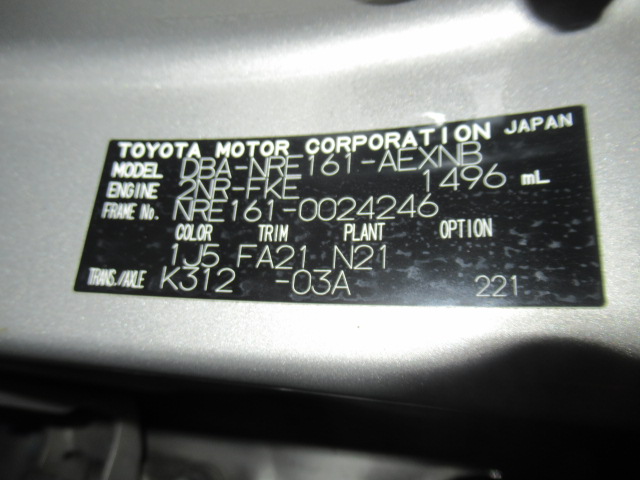 TOYOTA MOTOR CORPORATION JAPAN
MODEL DBA-NRE161-AEXNB
ENGINE 2NR-FKE 1496 mL
FRAME No. NRE161-0024246
COLOR TRIM PLANT OPTION
1J5 FA21 N21
TRANS./AXLE K312 -03A 221